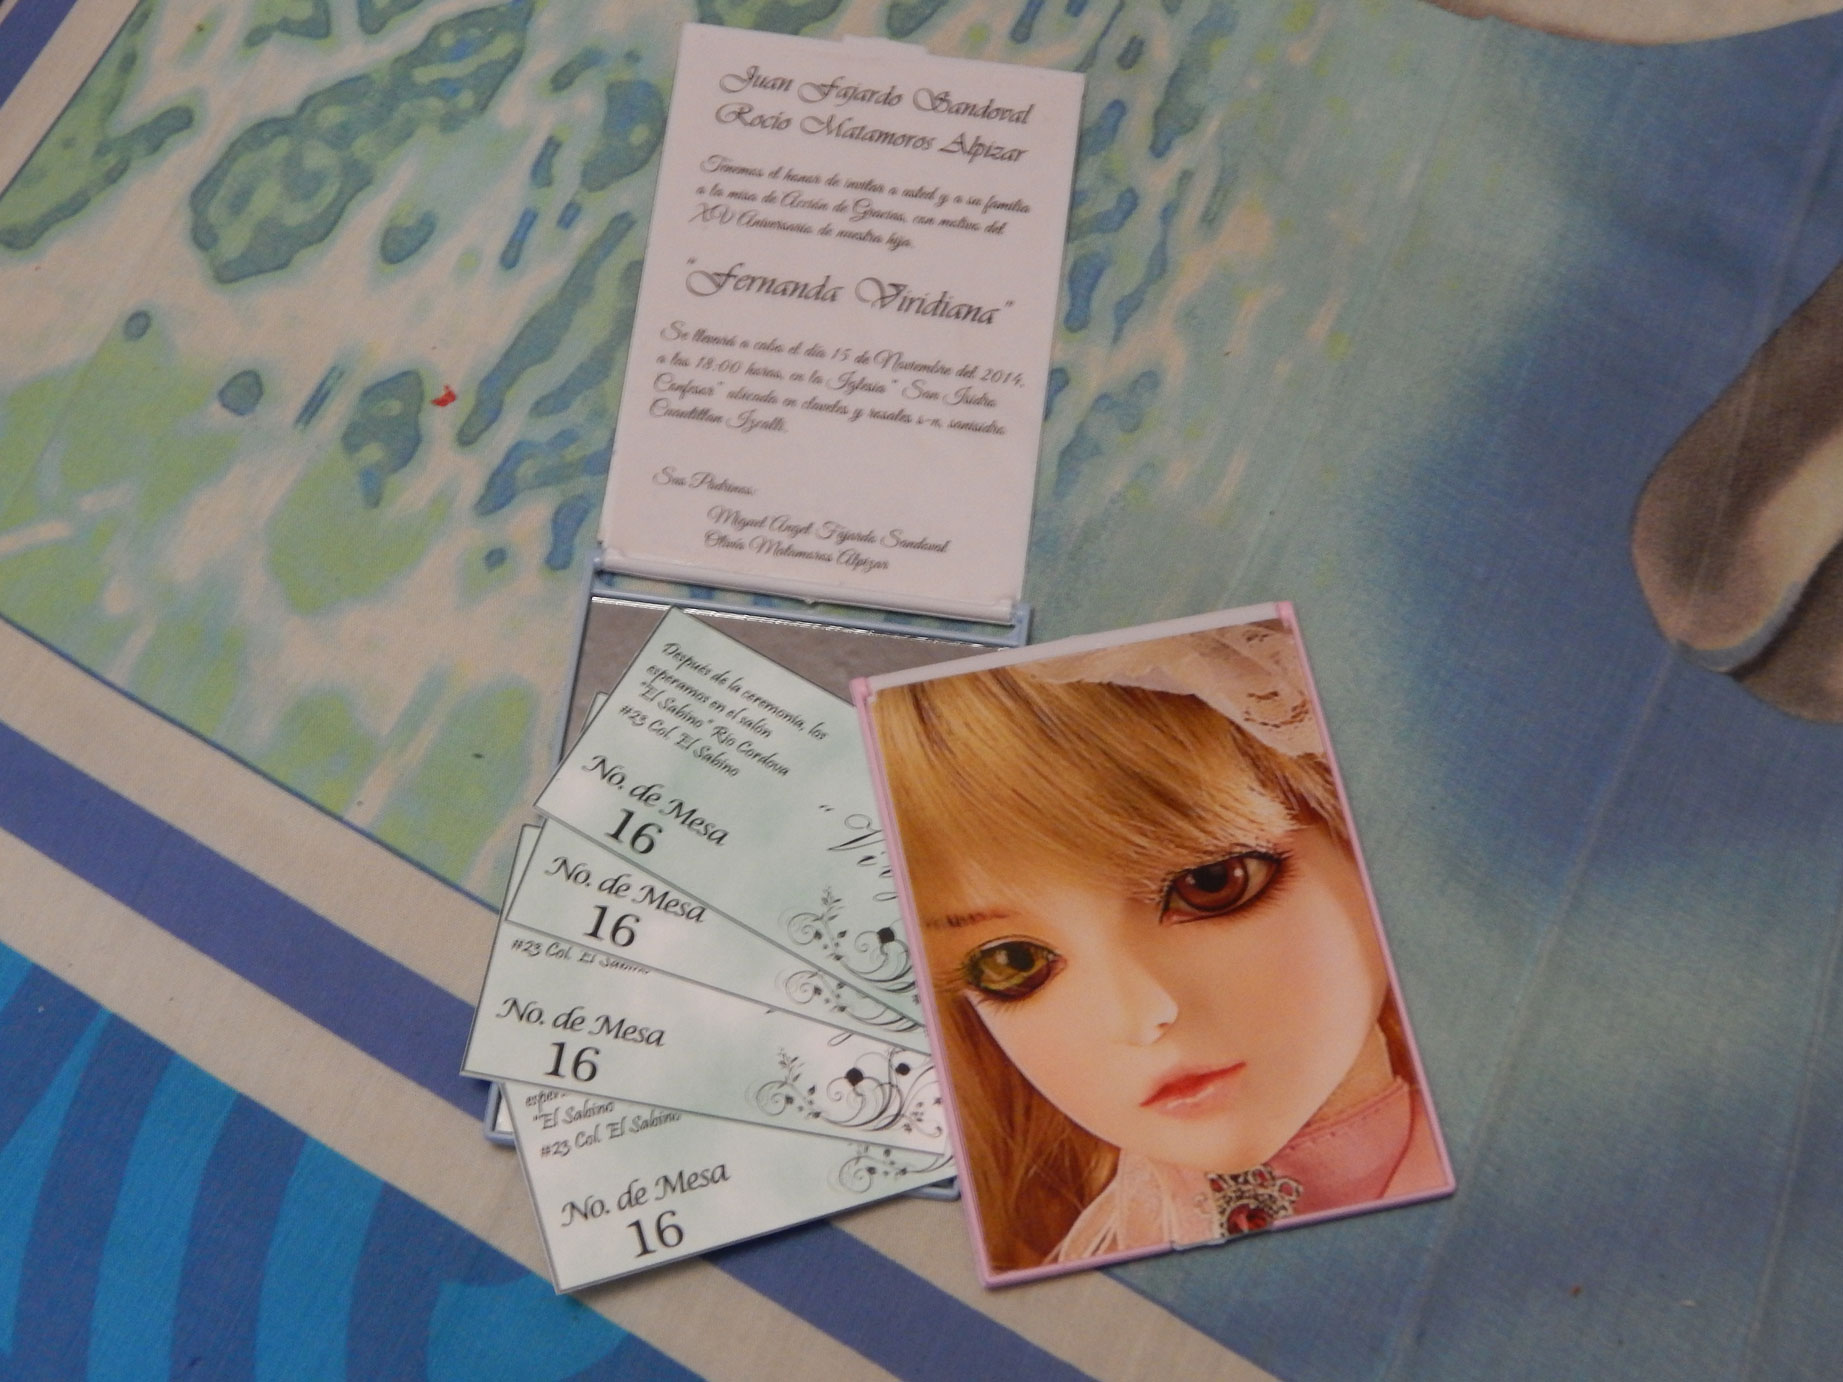 Juan Fajardo Sandoval
Rocío Matamoros Alpizar
Tenemos el honor de invitar a usted y a su familia
a la misa de Acción de Gracias, con motivo del
XV Aniversario de nuestra hija.
"Fernanda Viridiana"
Se llevará a cabo el día 15 de Noviembre del 2014,
a las 18:00 horas, en la Iglesia " San Isidro
Confesor" ubicada en claveles y rosales s-n, sanisidro
Cuautitlan Izcalli.
Sus Padrinos:
Miguel Angel Fajardo Sandoval
Olivia Matamoros Alpizar
Después de la ceremonia, los
esperamos en el salón
"El Sabino" Rio Cordova
#23 Col. El Sabino
No. de Mesa
16
" Vir
No. de Mesa
16
#23 Col. El Sabino
No. de Mesa
16
"El Sabino
#23 Col. El Sabino
No. de Mesa
16